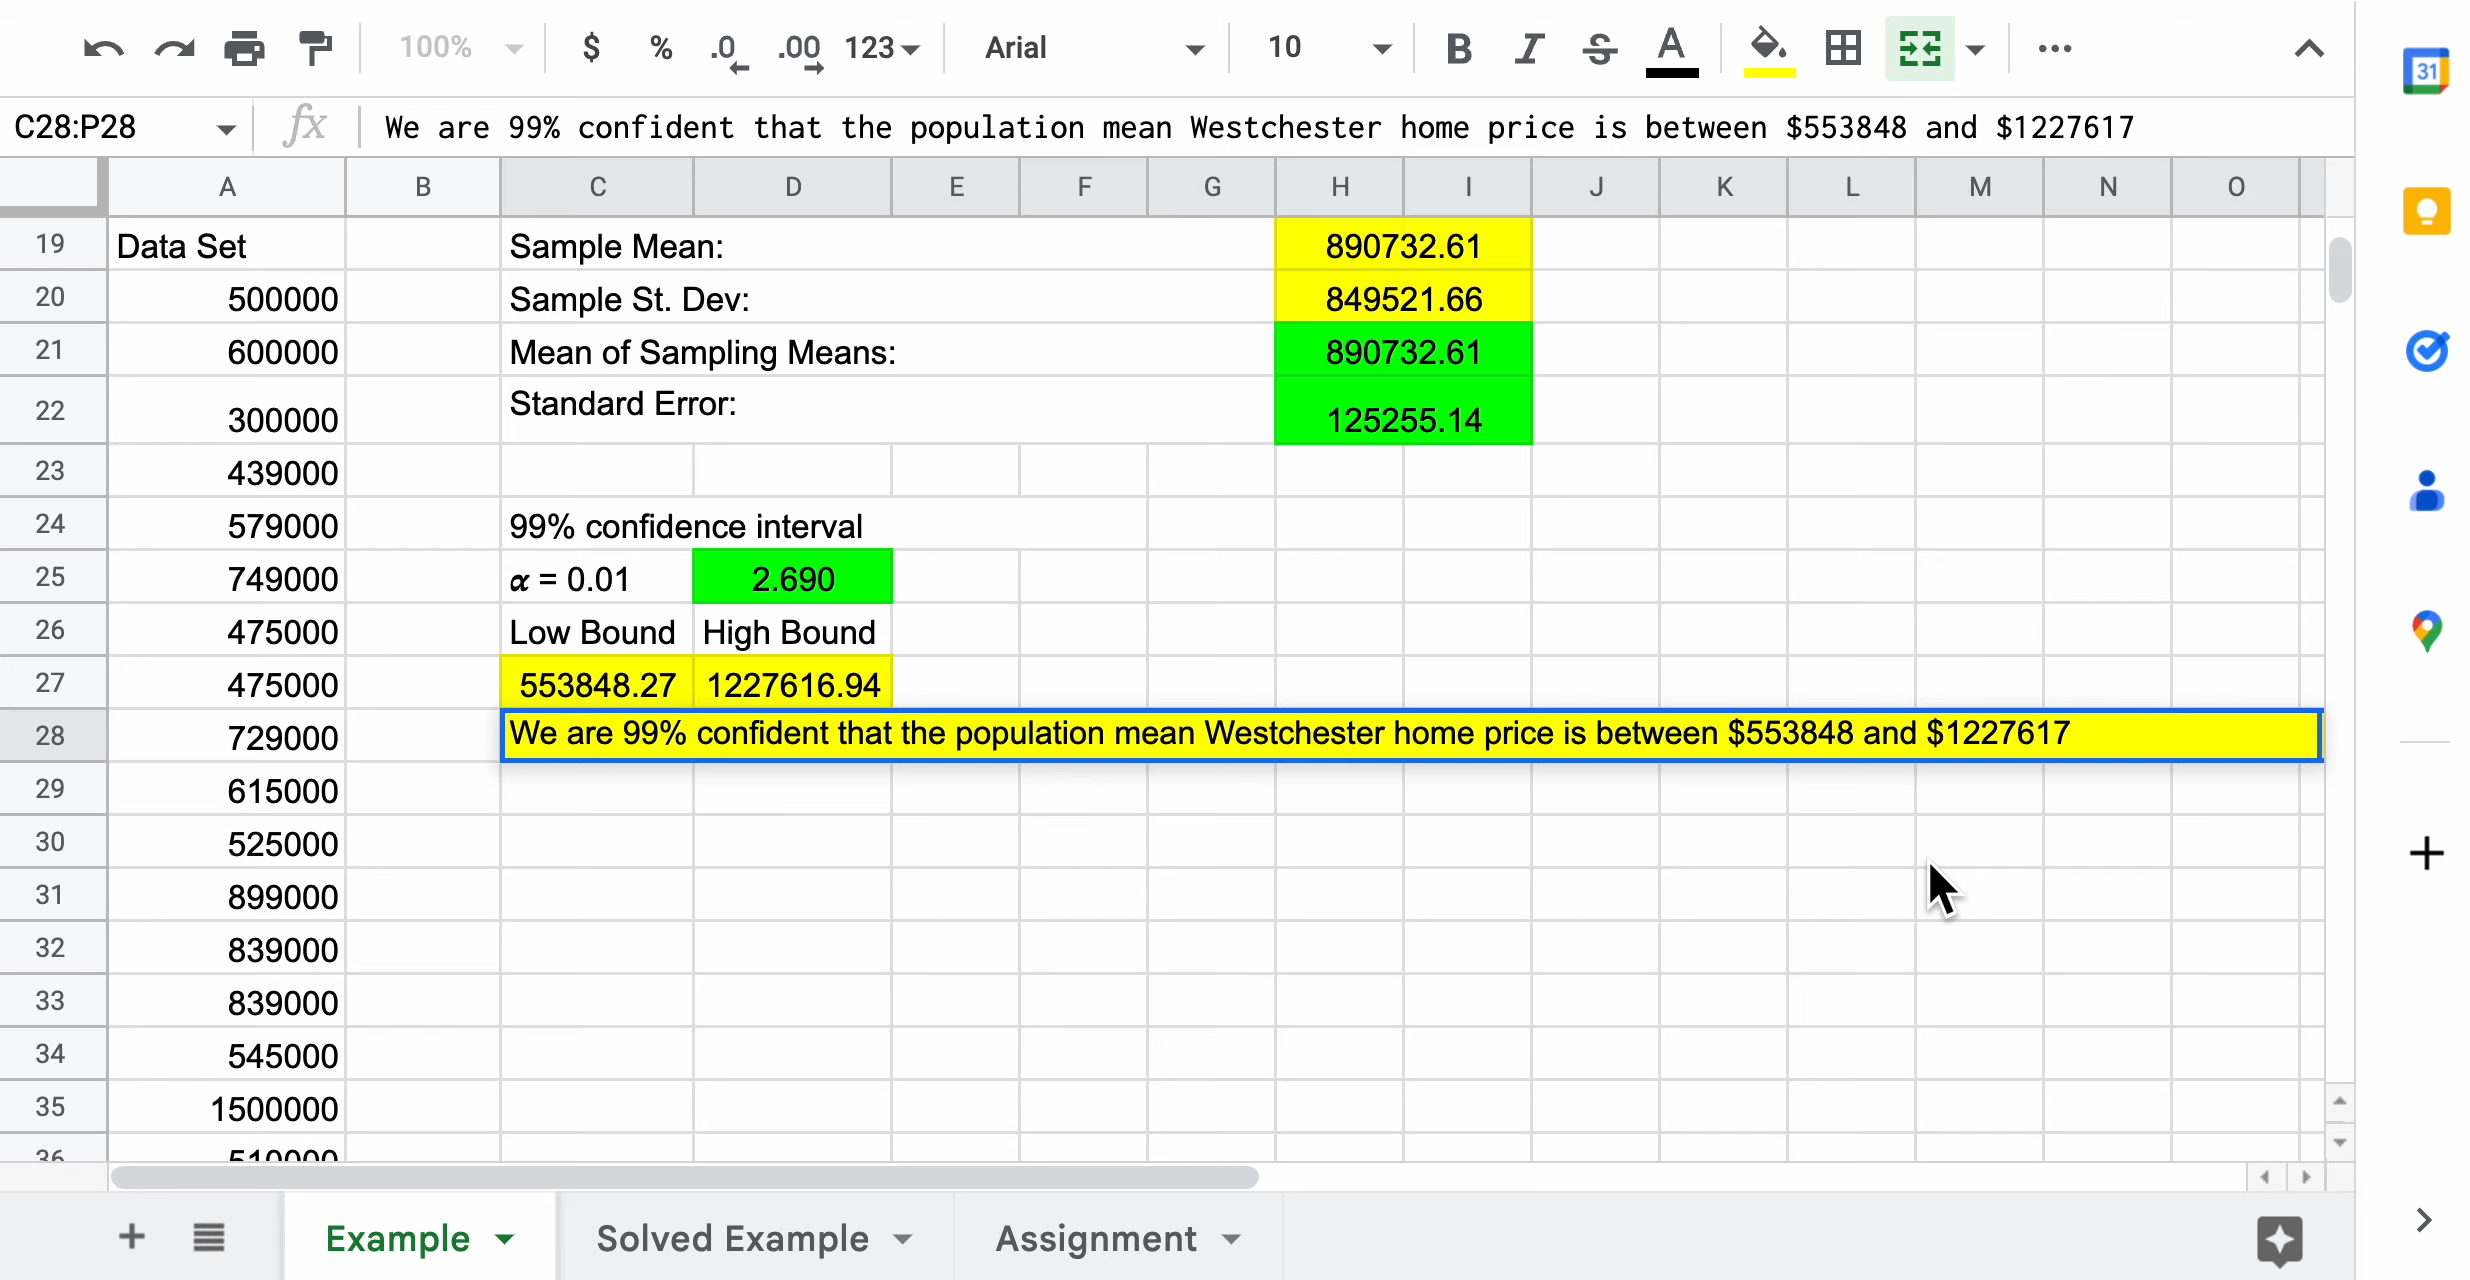 100% $ % .0 .00 123 Arial 10 B I S A
C28:P28 fx We are 99% confident that the population mean Westchester home price is between $553848 and $1227617
31
A B C D E F G H I J K L M N O
19 Data Set Sample Mean: 890732.61
20 500000 Sample St. Dev: 849521.66
21 600000 Mean of Sampling Means: 890732.61
22 300000 Standard Error: 125255.14
23 439000
24 579000 99% confidence interval
25 749000 α = 0.01 2.690
26 475000 Low Bound High Bound
27 475000 553848.27 1227616.94
28 729000 We are 99% confident that the population mean Westchester home price is between $553848 and $1227617
29 615000
30 525000
31 899000
32 839000
33 839000
34 545000
35 1500000
36 510000
Example Solved Example Assignment